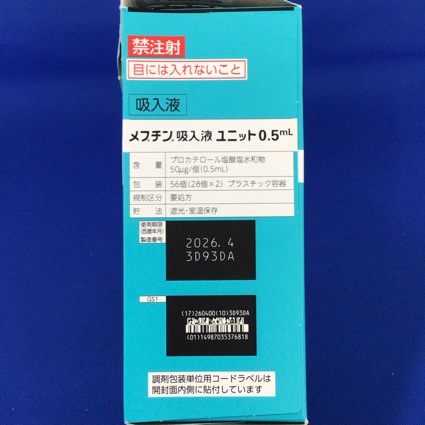 禁注射
目には入れないこと
吸入液
メプチン吸入液ユニット0.5mL
含 量 プロカテロール塩酸塩水和物
50μg/個(0.5mL)
包 装 56個(28個×2) プラスチック容器
規制区分 要処方
貯 法 遮光・室温保存
使用期限
(西暦年月)
製造番号
2026. 4
3D93DA
GS1
(17)260400(10)3D93DA
(01)14987035376818
調剤包装単位用コードラベルは
開封面内側に貼付しています